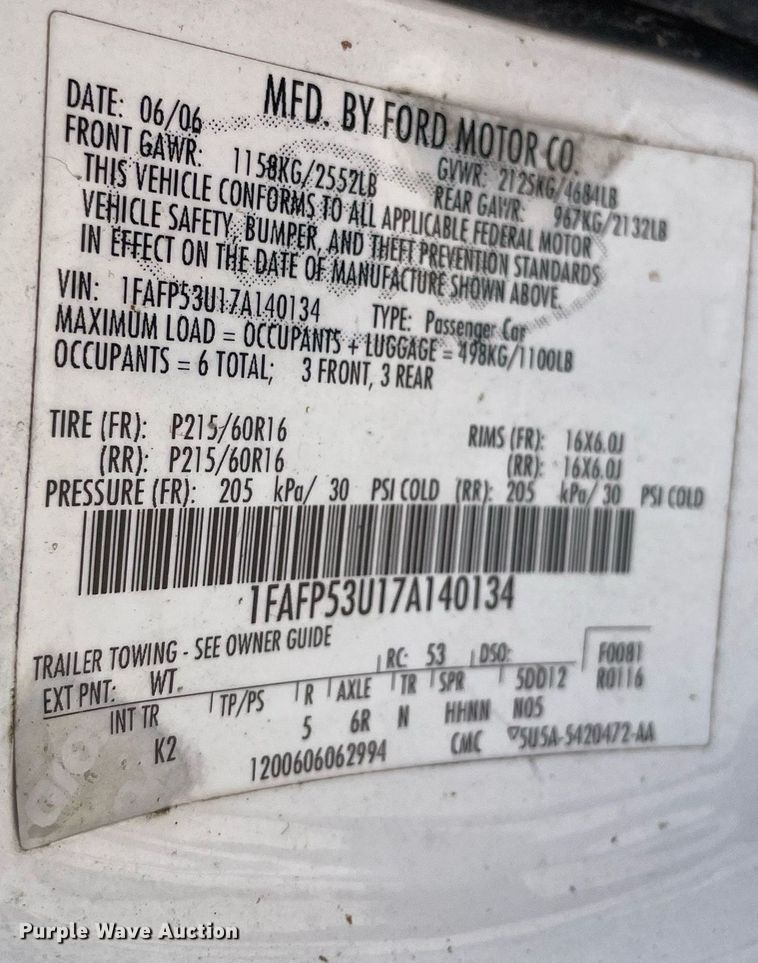 MFD. BY FORD MOTOR CO.
DATE: 06/06 GVWR: 2125KG/4684LB
FRONT GAWR: 1158KG/2552LB REAR GAWR: 967KG/2132LB
THIS VEHICLE CONFORMS TO ALL APPLICABLE FEDERAL MOTOR
VEHICLE SAFETY, BUMPER, AND THEFT PREVENTION STANDARDS
IN EFFECT ON THE DATE OF MANUFACTURE SHOWN ABOVE.
VIN: 1FAFP53U17A140134 TYPE: Passenger Car
MAXIMUM LOAD = OCCUPANTS + LUGGAGE = 498KG/1100LB
OCCUPANTS = 6 TOTAL; 3 FRONT, 3 REAR
TIRE (FR): P215/60R16 RIMS (FR): 16X6.0J
(RR): P215/60R16 (RR): 16X6.0J
PRESSURE (FR): 205 kPa/ 30 PSI COLD (RR): 205 kPa/ 30 PSI COLD
1FAFP53U17A140134
TRAILER TOWING - SEE OWNER GUIDE
EXT PNT: WT. RC: 53 DSO: F0081
INT TR TP/PS R AXLE TR SPR 5DD12 R0116
K2 5 6R N HHNN N05
1200606062994 CMC ▽5U5A-5420472-AA
Purple Wave Auction